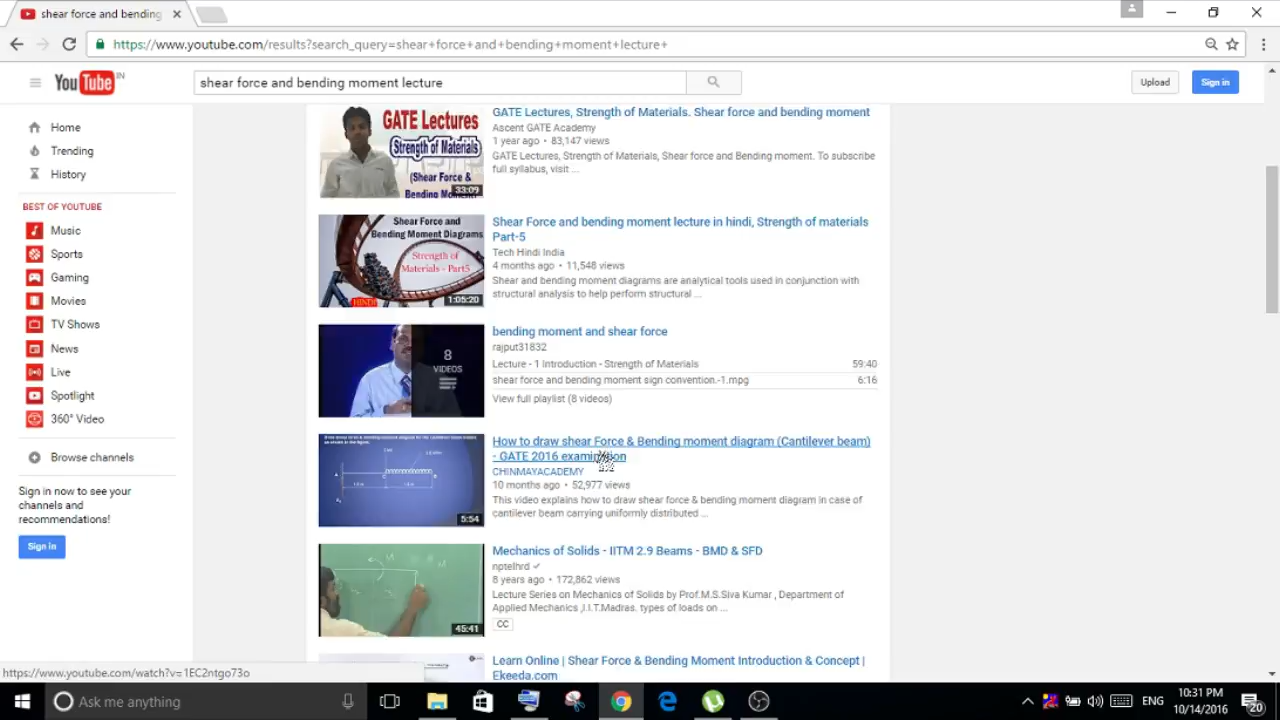 shear force and bending
https://www.youtube.com/results?search_query=shear+force+and+bending+moment+lecture+
YouTube IN
shear force and bending moment lecture
Upload
Sign in
Home
Trending
History
BEST OF YOUTUBE
Music
Sports
Gaming
Movies
TV Shows
News
Live
Spotlight
360° Video
Browse channels
Sign in now to see your
channels and
recommendations!
Sign in
GATE Lectures
Strength of Materials
(Shear Force &
Bending Moment)
33:09
GATE Lectures, Strength of Materials. Shear force and bending moment
Ascent GATE Academy
1 year ago • 83,147 views
GATE Lectures, Strength of Materials, Shear force and Bending moment. To subscribe
full syllabus, visit ...
Shear Force and
Bending Moment Diagrams
Strength of
Materials - Part5
HINDI
1:05:20
Shear Force and bending moment lecture in hindi, Strength of materials
Part-5
Tech Hindi India
4 months ago • 11,548 views
Shear and bending moment diagrams are analytical tools used in conjunction with
structural analysis to help perform structural ...
8
VIDEOS
bending moment and shear force
rajput31832
Lecture - 1 Introduction - Strength of Materials 59:40
shear force and bending moment sign convention.-1.mpg 6:16
View full playlist (8 videos)
5:54
How to draw shear Force & Bending moment diagram (Cantilever beam)
- GATE 2016 examination
CHINMAYACADEMY
10 months ago • 52,977 views
This video explains how to draw shear force & bending moment diagram in case of
cantilever beam carrying uniformly distributed ...
M
M
45:41
Mechanics of Solids - IITM 2.9 Beams - BMD & SFD
nptelhrd
8 years ago • 172,862 views
Lecture Series on Mechanics of Solids by Prof.M.S.Siva Kumar , Department of
Applied Mechanics ,I.I.T.Madras. types of loads on ...
CC
Learn Online | Shear Force & Bending Moment Introduction & Concept |
Ekeeda.com
https://www.youtube.com/watch?v=1EC2ntgo73o
Ask me anything
ENG
10:31 PM
10/14/2016
20